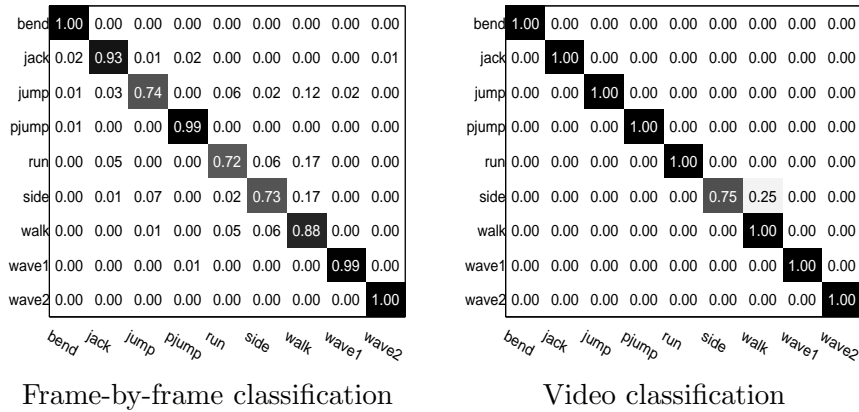 bend 1.00 0.00 0.00 0.00 0.00 0.00 0.00 0.00 0.00
jack 0.02 0.93 0.01 0.02 0.00 0.00 0.00 0.00 0.01
jump 0.01 0.03 0.74 0.00 0.06 0.02 0.12 0.02 0.00
pjump 0.01 0.00 0.00 0.99 0.00 0.00 0.00 0.00 0.00
run 0.00 0.05 0.00 0.00 0.72 0.06 0.17 0.00 0.00
side 0.00 0.01 0.07 0.00 0.02 0.73 0.17 0.00 0.00
walk 0.00 0.00 0.01 0.00 0.05 0.06 0.88 0.00 0.00
wave1 0.00 0.00 0.00 0.01 0.00 0.00 0.00 0.99 0.00
wave2 0.00 0.00 0.00 0.00 0.00 0.00 0.00 0.00 1.00
bend jack jump pjump run side walk wave1 wave2
Frame-by-frame classification
bend 1.00 0.00 0.00 0.00 0.00 0.00 0.00 0.00 0.00
jack 0.00 1.00 0.00 0.00 0.00 0.00 0.00 0.00 0.00
jump 0.00 0.00 1.00 0.00 0.00 0.00 0.00 0.00 0.00
pjump 0.00 0.00 0.00 1.00 0.00 0.00 0.00 0.00 0.00
run 0.00 0.00 0.00 0.00 1.00 0.00 0.00 0.00 0.00
side 0.00 0.00 0.00 0.00 0.00 0.75 0.25 0.00 0.00
walk 0.00 0.00 0.00 0.00 0.00 0.00 1.00 0.00 0.00
wave1 0.00 0.00 0.00 0.00 0.00 0.00 0.00 1.00 0.00
wave2 0.00 0.00 0.00 0.00 0.00 0.00 0.00 0.00 1.00
bend jack jump pjump run side walk wave1 wave2
Video classification